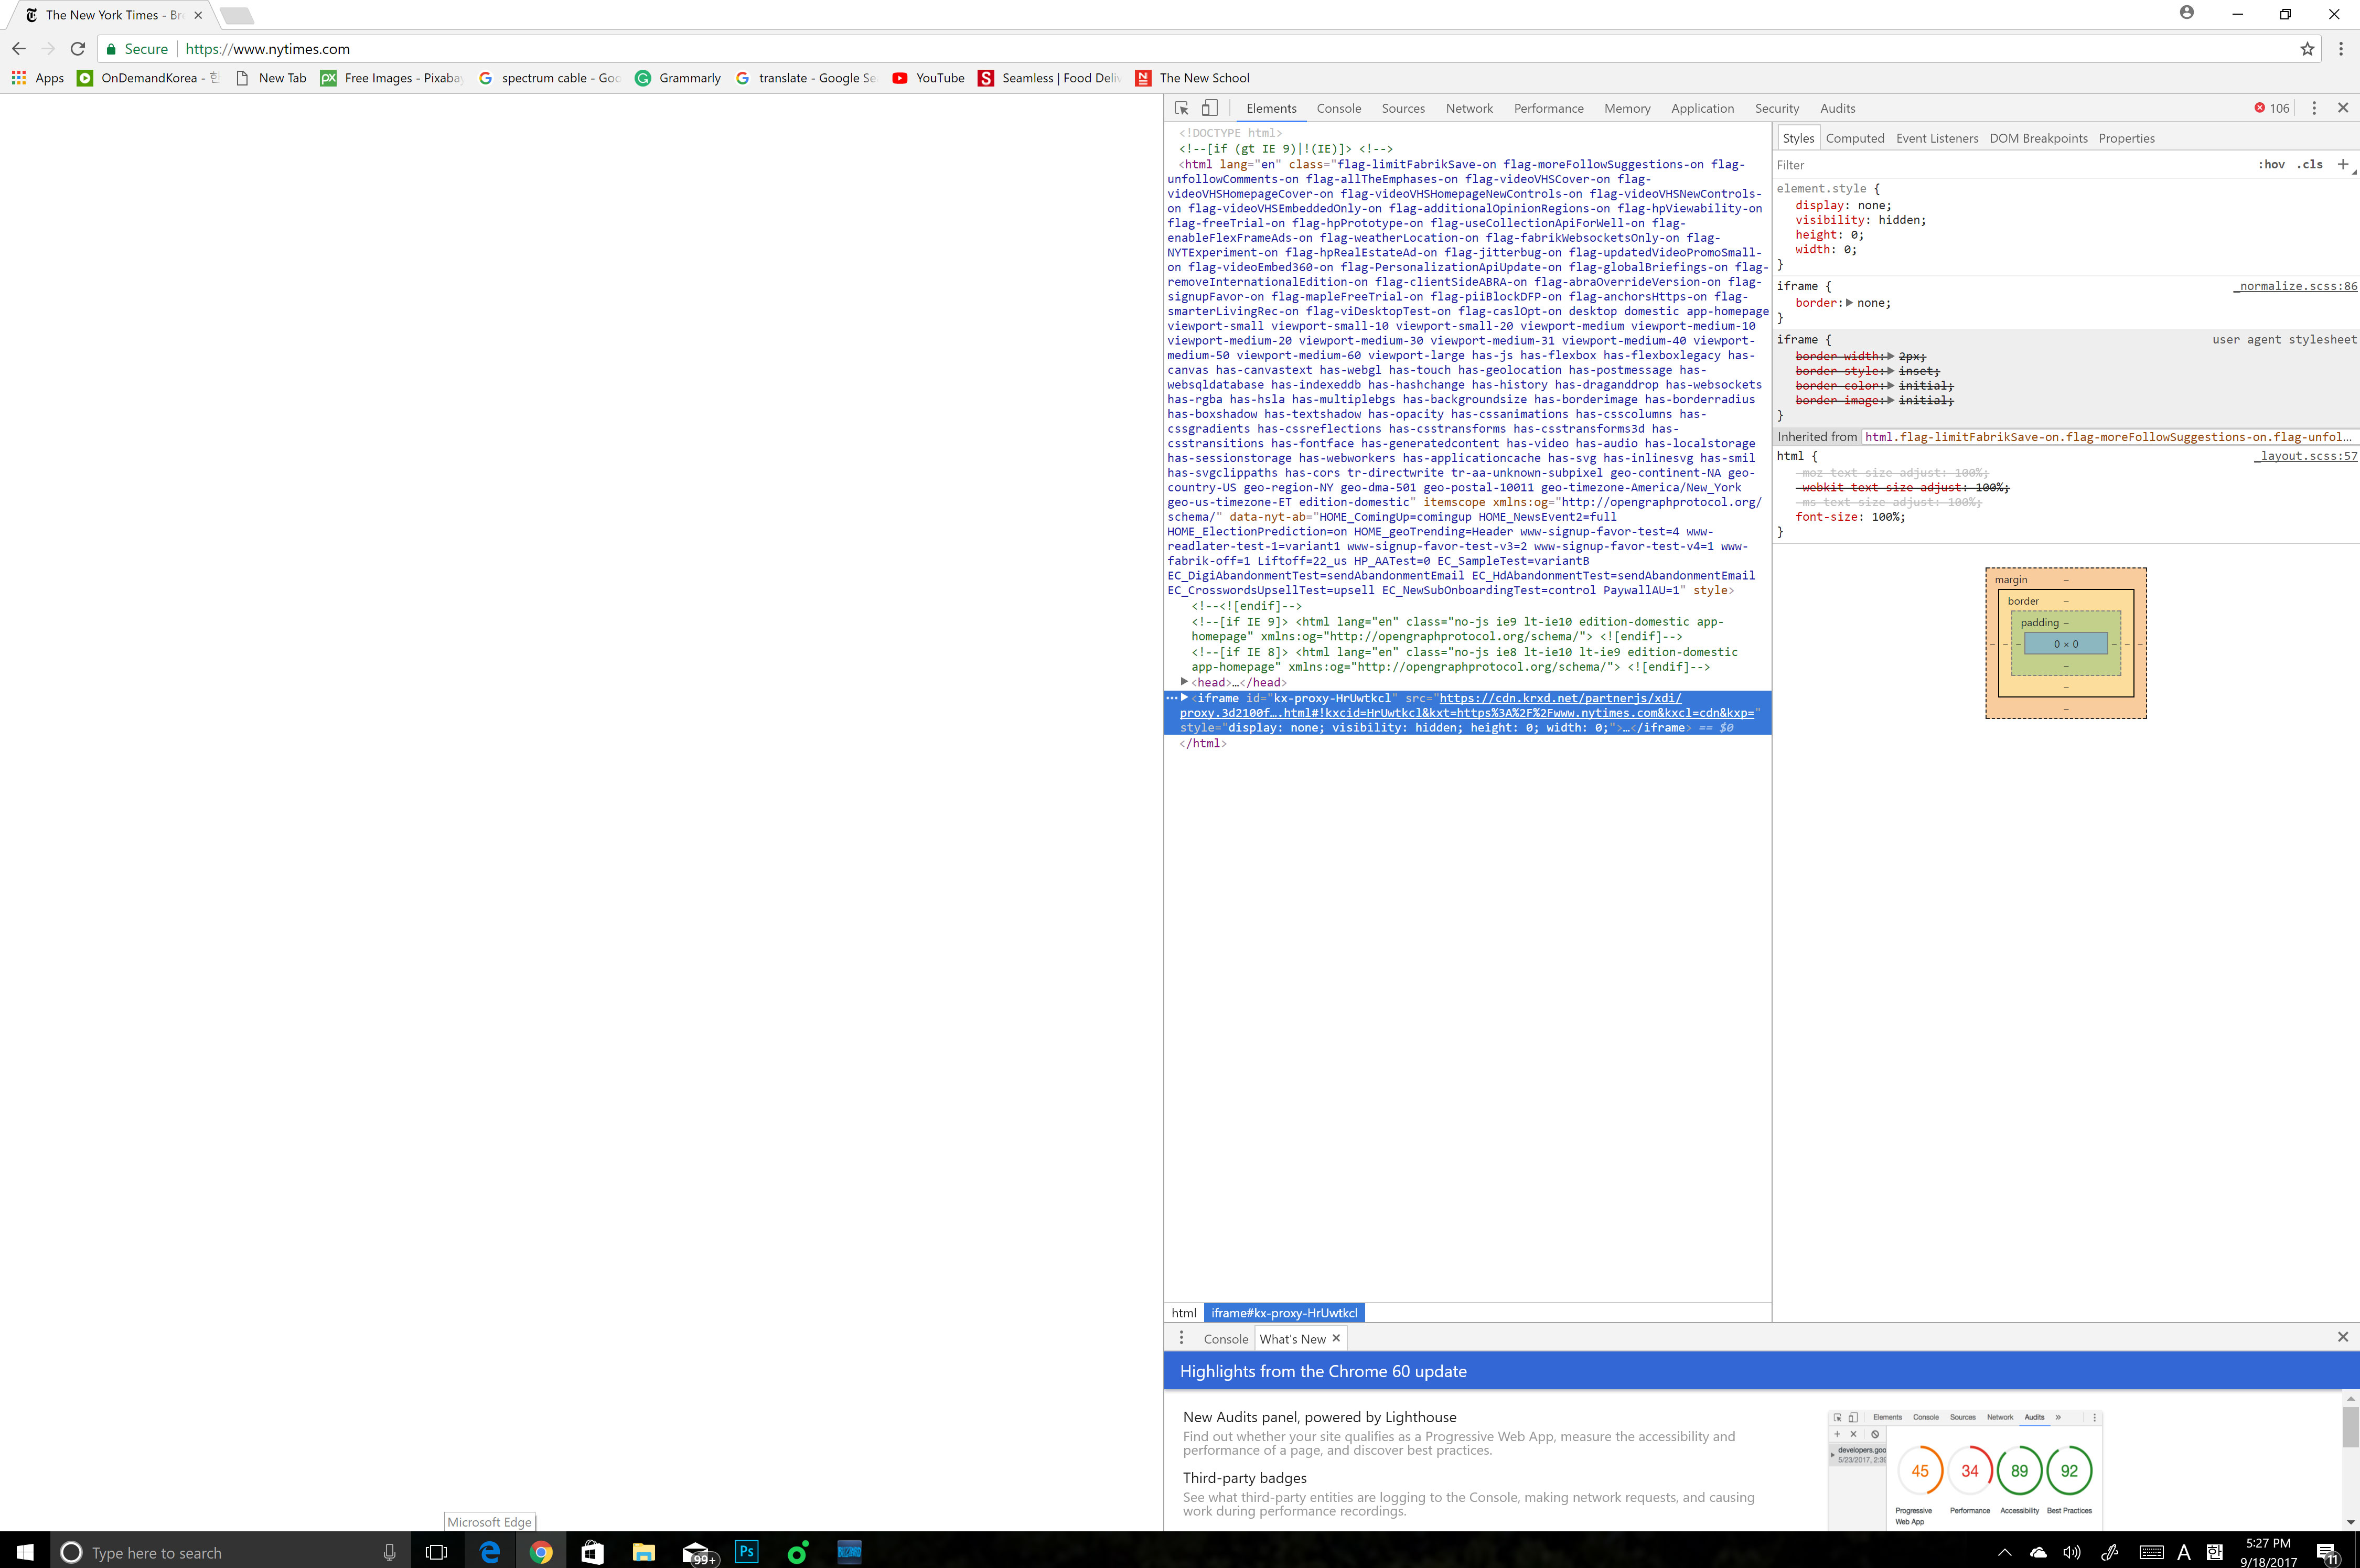 The New York Times - Bre
Secure https://www.nytimes.com
Apps OnDemandKorea - 한 New Tab Free Images - Pixabay spectrum cable - Goo Grammarly translate - Google Se YouTube Seamless | Food Deliv The New School
Elements Console Sources Network Performance Memory Application Security Audits 106
<!DOCTYPE html>
<!--[if (gt IE 9)|!(IE)]> <!-->
<html lang="en" class="flag-limitFabrikSave-on flag-moreFollowSuggestions-on flag-
unfollowComments-on flag-allTheEmphases-on flag-videoVHSCover-on flag-
videoVHSHomepageCover-on flag-videoVHSHomepageNewControls-on flag-videoVHSNewControls-
on flag-videoVHSEmbeddedOnly-on flag-additionalOpinionRegions-on flag-hpViewability-on
flag-freeTrial-on flag-hpPrototype-on flag-useCollectionApiForWell-on flag-
enableFlexFrameAds-on flag-weatherLocation-on flag-fabrikWebsocketsOnly-on flag-
NYTExperiment-on flag-hpRealEstateAd-on flag-jitterbug-on flag-updatedVideoPromoSmall-
on flag-videoEmbed360-on flag-PersonalizationApiUpdate-on flag-globalBriefings-on flag-
removeInternationalEdition-on flag-clientSideABRA-on flag-abraOverrideVersion-on flag-
signupFavor-on flag-mapleFreeTrial-on flag-piiBlockDFP-on flag-anchorsHttps-on flag-
smarterLivingRec-on flag-viDesktopTest-on flag-caslOpt-on desktop domestic app-homepage
viewport-small viewport-small-10 viewport-small-20 viewport-medium viewport-medium-10
viewport-medium-20 viewport-medium-30 viewport-medium-31 viewport-medium-40 viewport-
medium-50 viewport-medium-60 viewport-large has-js has-flexbox has-flexboxlegacy has-
canvas has-canvastext has-webgl has-touch has-geolocation has-postmessage has-
websqldatabase has-indexeddb has-hashchange has-history has-draganddrop has-websockets
has-rgba has-hsla has-multiplebgs has-backgroundsize has-borderimage has-borderradius
has-boxshadow has-textshadow has-opacity has-cssanimations has-csscolumns has-
cssgradients has-cssreflections has-csstransforms has-csstransforms3d has-
csstransitions has-fontface has-generatedcontent has-video has-audio has-localstorage
has-sessionstorage has-webworkers has-applicationcache has-svg has-inlinesvg has-smil
has-svgclippaths has-cors tr-directwrite tr-aa-unknown-subpixel geo-continent-NA geo-
country-US geo-region-NY geo-dma-501 geo-postal-10011 geo-timezone-America/New_York
geo-us-timezone-ET edition-domestic" itemscope xmlns:og="http://opengraphprotocol.org/
schema/" data-nyt-ab="HOME_ComingUp=comingup HOME_NewsEvent2=full
HOME_ElectionPrediction=on HOME_geoTrending=Header www-signup-favor-test=4 www-
readlater-test-1=variant1 www-signup-favor-test-v3=2 www-signup-favor-test-v4=1 www-
fabrik-off=1 Liftoff=22_us HP_AATest=0 EC_SampleTest=variantB
EC_DigiAbandonmentTest=sendAbandonmentEmail EC_HdAbandonmentTest=sendAbandonmentEmail
EC_CrosswordsUpsellTest=upsell EC_NewSubOnboardingTest=control PaywallAU=1" style>
<!--<![endif]-->
<!--[if IE 9]> <html lang="en" class="no-js ie9 lt-ie10 edition-domestic app-
homepage" xmlns:og="http://opengraphprotocol.org/schema/"> <![endif]-->
<!--[if IE 8]> <html lang="en" class="no-js ie8 lt-ie10 lt-ie9 edition-domestic
app-homepage" xmlns:og="http://opengraphprotocol.org/schema/"> <![endif]-->
<head>…</head>
<iframe id="kx-proxy-HrUwtkcl" src="https://cdn.krxd.net/partnerjs/xdi/
proxy.3d2100f….html#!kxcid=HrUwtkcl&kxt=https%3A%2F%2Fwww.nytimes.com&kxcl=cdn&kxp="
style="display: none; visibility: hidden; height: 0; width: 0;">…</iframe> == $0
</html>
html iframe#kx-proxy-HrUwtkcl
Styles Computed Event Listeners DOM Breakpoints Properties
Filter :hov .cls +
element.style {
display: none;
visibility: hidden;
height: 0;
width: 0;
}
iframe { _normalize.scss:86
border: none;
}
iframe { user agent stylesheet
border-width: 2px;
border-style: inset;
border-color: initial;
border-image: initial;
}
Inherited from html.flag-limitFabrikSave-on.flag-moreFollowSuggestions-on.flag-unfol…
html { _layout.scss:57
-moz-text-size-adjust: 100%;
-webkit-text-size-adjust: 100%;
-ms-text-size-adjust: 100%;
font-size: 100%;
}
margin –
border –
padding –
0 × 0
Console What's New
Highlights from the Chrome 60 update
New Audits panel, powered by Lighthouse
Find out whether your site qualifies as a Progressive Web App, measure the accessibility and
performance of a page, and discover best practices.
Third-party badges
See what third-party entities are logging to the Console, making network requests, and causing
work during performance recordings.
Elements Console Sources Network Audits »
developers.goo
5/23/2017, 2:39
45 34 89 92
Progressive Performance Accessibility Best Practices
Web App
Microsoft Edge
Type here to search
99+
Ps
A 한
5:27 PM
9/18/2017
11